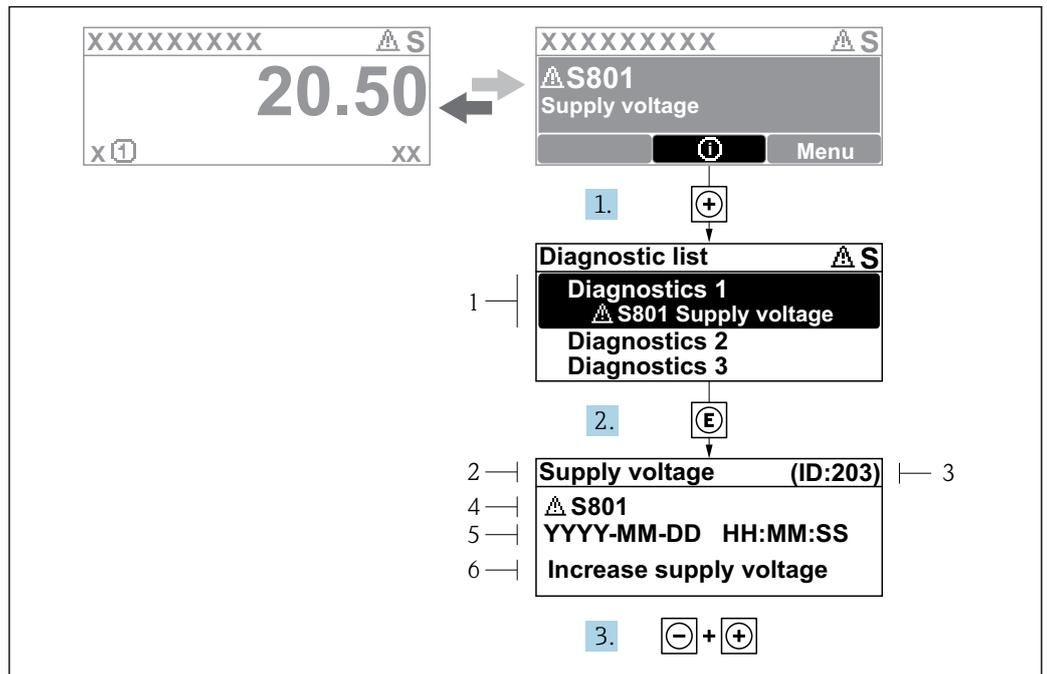 XXXXXXXXX ⚠ S
20.50
X 1 XX
XXXXXXXXX ⚠ S
⚠ S801
Supply voltage
i Menu
1. +
Diagnostic list ⚠ S
1
Diagnostics 1
⚠ S801 Supply voltage
Diagnostics 2
Diagnostics 3
2. E
2 Supply voltage (ID:203) 3
4 ⚠ S801
5 YYYY-MM-DD HH:MM:SS
6 Increase supply voltage
3. - + +